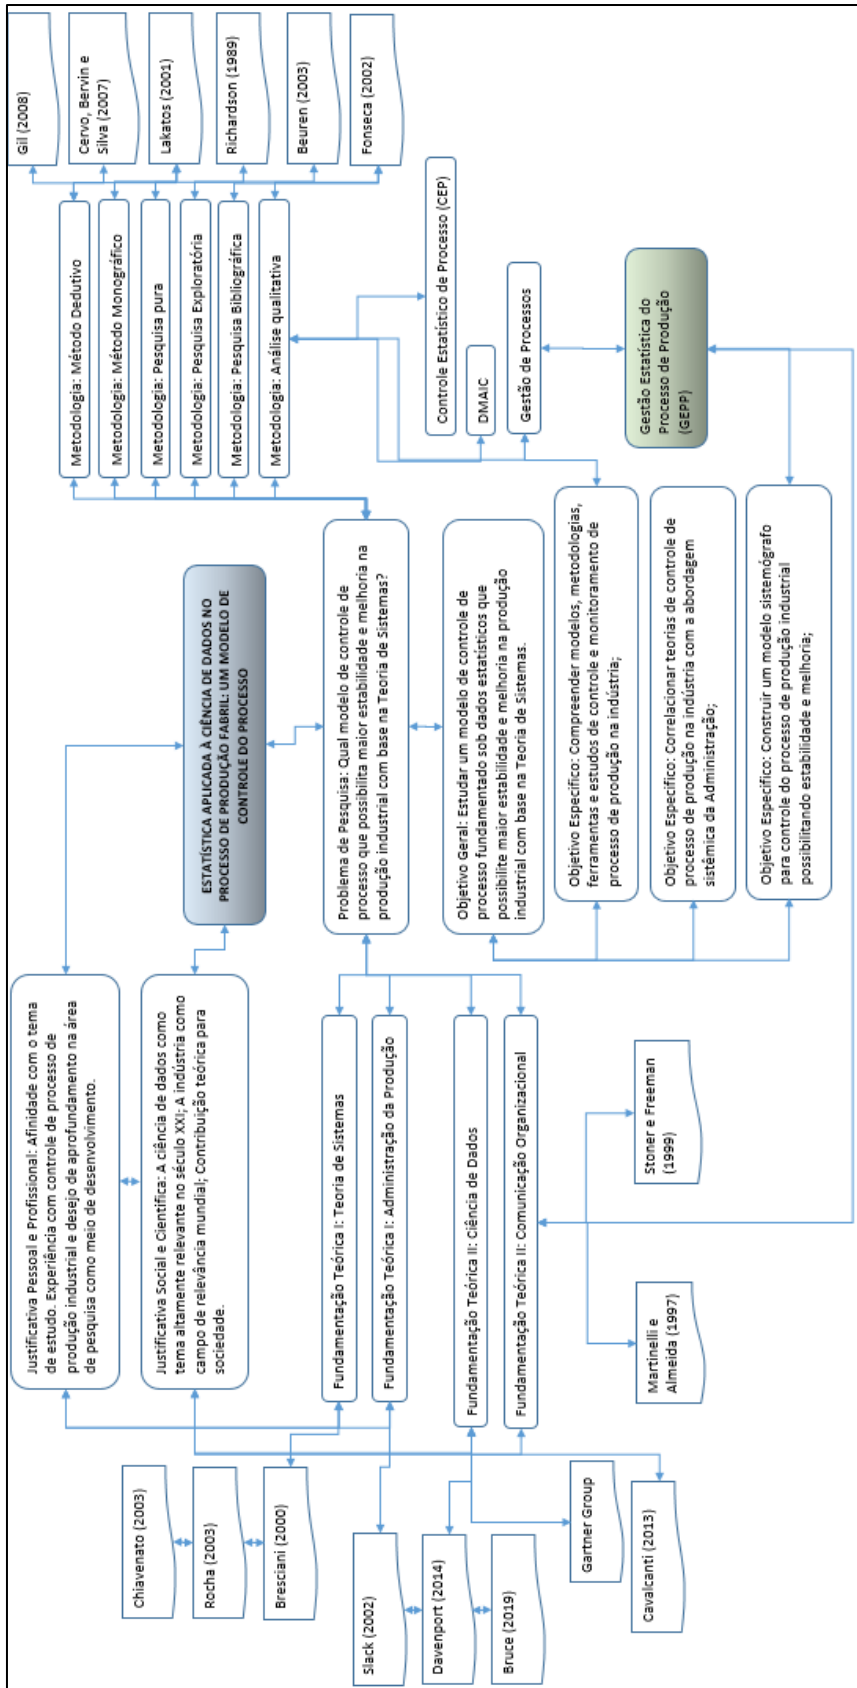 Chiavenato (2003)
Rocha (2003)
Bresciani (2000)
Slack (2002)
Davenport (2014)
Bruce (2019)
Gartner Group
Cavalcanti (2013)
Justificativa Pessoal e Profissional: Afinidade com o tema
de estudo. Experiência com controle de processo de
produção industrial e desejo de aprofundamento na área
de pesquisa como meio de desenvolvimento.
Justificativa Social e Científica: A ciência de dados como
tema altamente relevante no século XXI; A indústria como
campo de relevância mundial; Contribuição teórica para
sociedade.
Fundamentação Teórica I: Teoria de Sistemas
Fundamentação Teórica I: Administração da Produção
Fundamentação Teórica II: Ciência de Dados
Fundamentação Teórica II: Comunicação Organizacional
Martinelli e
Almeida (1997)
Stoner e Freeman
(1999)
ESTATÍSTICA APLICADA À CIÊNCIA DE DADOS NO
PROCESSO DE PRODUÇÃO FABRIL: UM MODELO DE
CONTROLE DO PROCESSO
Problema de Pesquisa: Qual modelo de controle de
processo que possibilita maior estabilidade e melhoria na
produção industrial com base na Teoria de Sistemas?
Objetivo Geral: Estudar um modelo de controle de
processo fundamentado sob dados estatísticos que
possibilite maior estabilidade e melhoria na produção
industrial com base na Teoria de Sistemas.
Objetivo Específico: Compreender modelos, metodologias,
ferramentas e estudos de controle e monitoramento de
processo de produção na indústria;
Objetivo Específico: Correlacionar teorias de controle de
processo de produção na indústria com a abordagem
sistêmica da Administração;
Objetivo Específico: Construir um modelo sistemógrafo
para controle do processo de produção industrial
possibilitando estabilidade e melhoria;
Metodologia: Método Dedutivo
Metodologia: Método Monográfico
Metodologia: Pesquisa pura
Metodologia: Pesquisa Exploratória
Metodologia: Pesquisa Bibliográfica
Metodologia: Análise qualitativa
Controle Estatístico de Processo (CEP)
DMAIC
Gestão de Processos
Gestão Estatística do
Processo de Produção
(GEPP)
Gil (2008)
Cervo, Bervin e
Silva (2007)
Lakatos (2001)
Richardson (1989)
Beuren (2003)
Fonseca (2002)